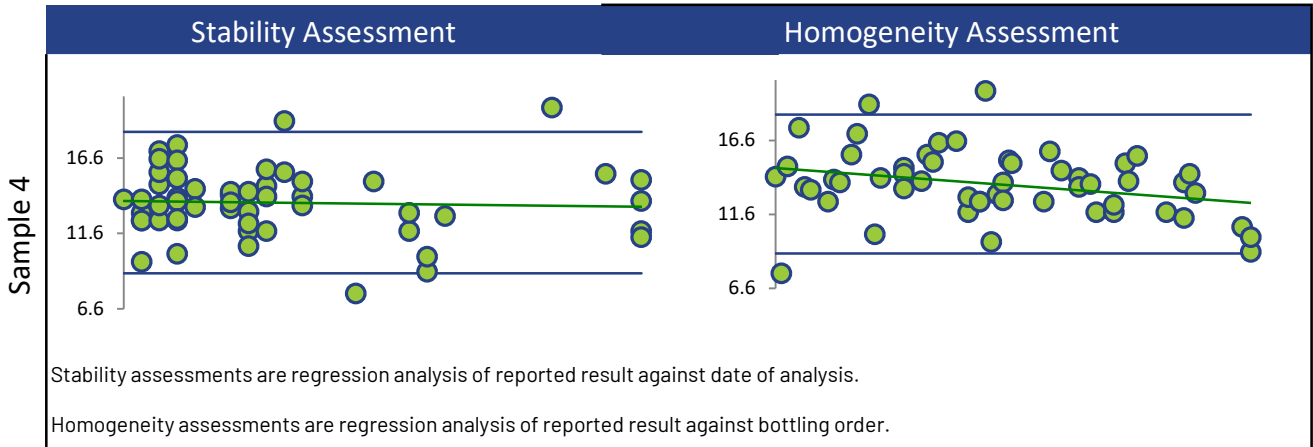 Stability Assessment
Homogeneity Assessment
Sample 4
16.6
11.6
6.6
16.6
11.6
6.6
Stability assessments are regression analysis of reported result against date of analysis.
Homogeneity assessments are regression analysis of reported result against bottling order.